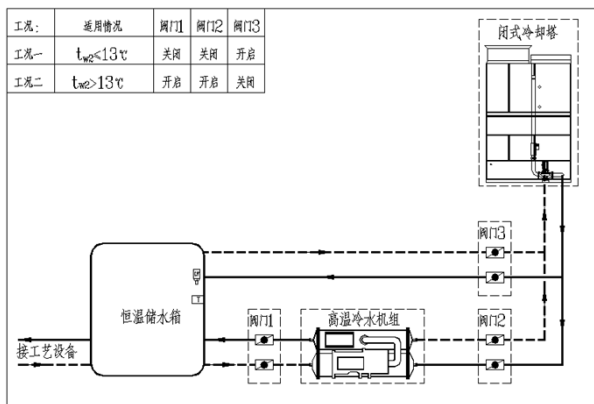 工况: 适用情况 阀门1 阀门2 阀门3
工况一 tw2≤13℃ 关闭 关闭 开启
工况二 tw2>13℃ 开启 开启 关闭
闭式冷却塔
阀门3
恒温储水箱
T
阀门1
高温冷水机组
阀门2
接工艺设备